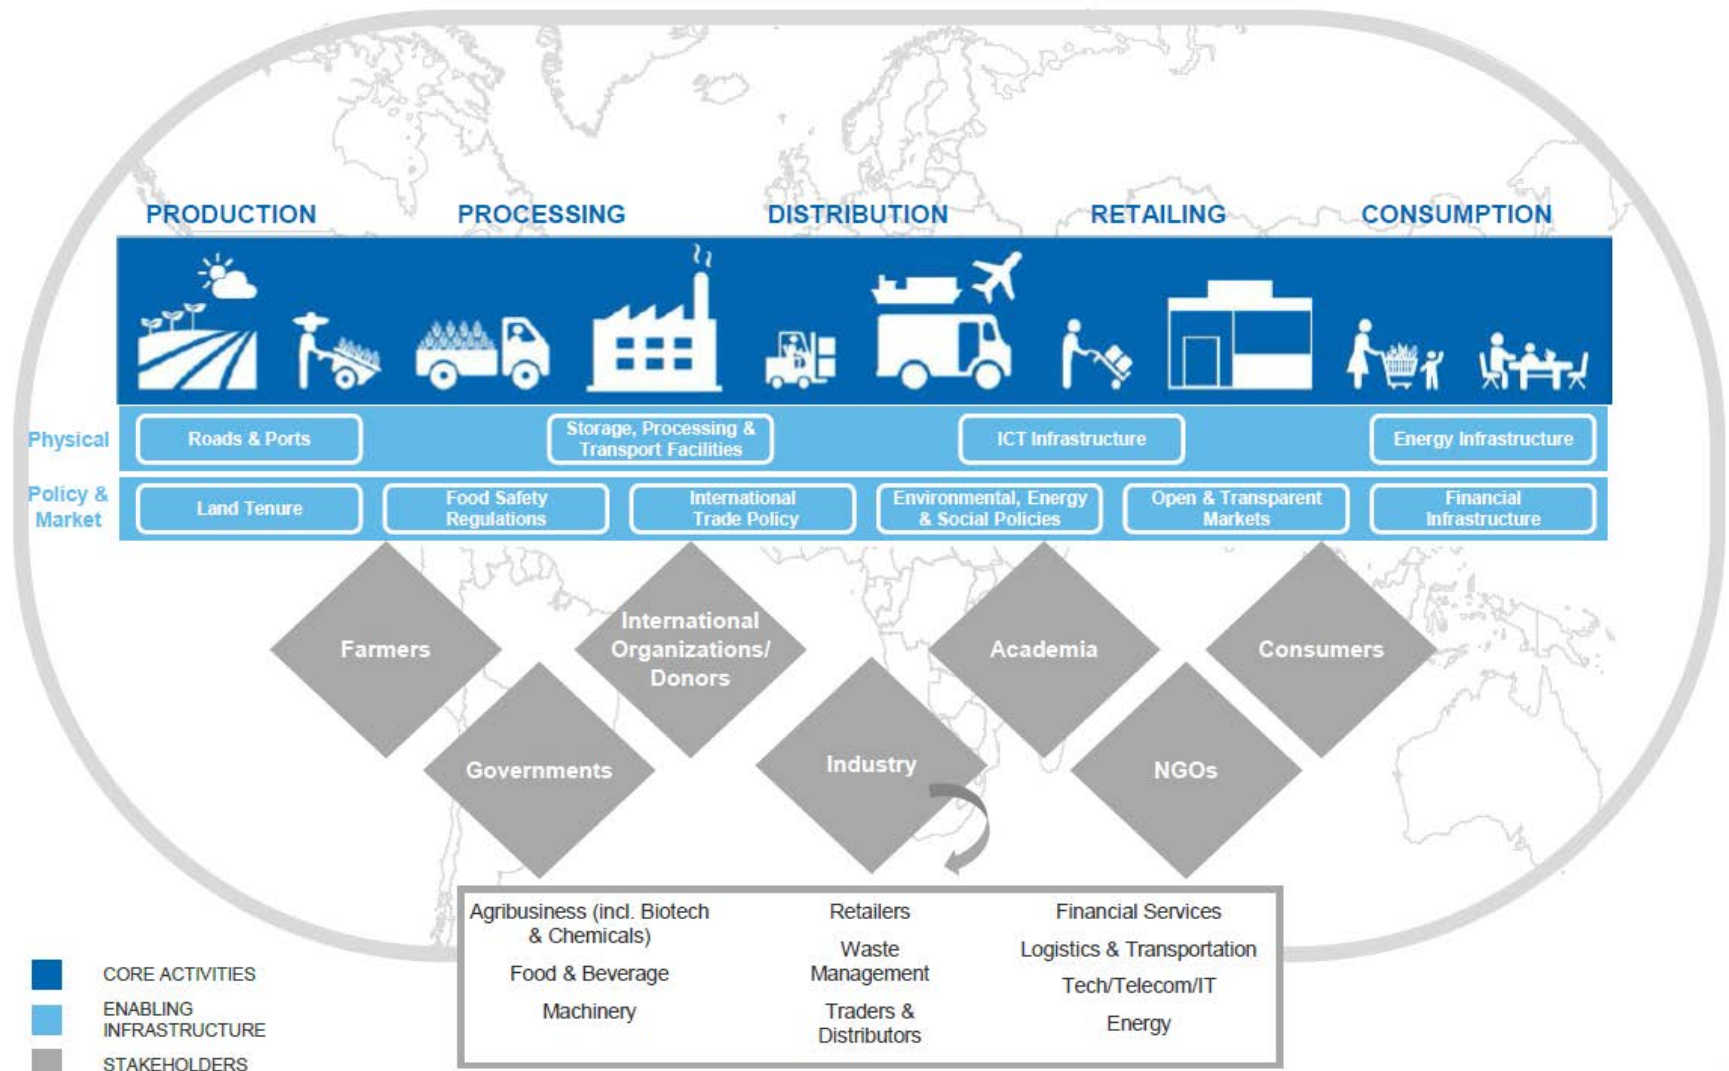 PRODUCTION PROCESSING DISTRIBUTION RETAILING CONSUMPTION
Physical
Roads & Ports
Storage, Processing &
Transport Facilities
ICT Infrastructure
Energy Infrastructure
Policy &
Market
Land Tenure
Food Safety
Regulations
International
Trade Policy
Environmental, Energy
& Social Policies
Open & Transparent
Markets
Financial
Infrastructure
Farmers
International
Organizations/
Donors
Academia
Consumers
Governments
Industry
NGOs
Agribusiness (incl. Biotech
& Chemicals)
Food & Beverage
Machinery
Retailers
Waste
Management
Traders &
Distributors
Financial Services
Logistics & Transportation
Tech/Telecom/IT
Energy
CORE ACTIVITIES
ENABLING
INFRASTRUCTURE
STAKEHOLDERS